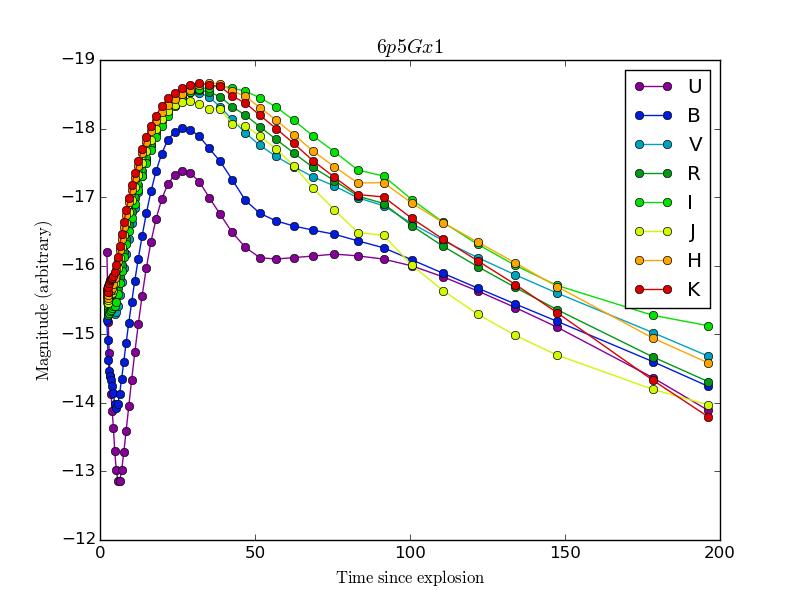 6p5Gx1
−19
−18
−17
−16
−15
−14
−13
−12
Magnitude (arbitrary)
0 50 100 150 200
Time since explosion
U
B
V
R
I
J
H
K